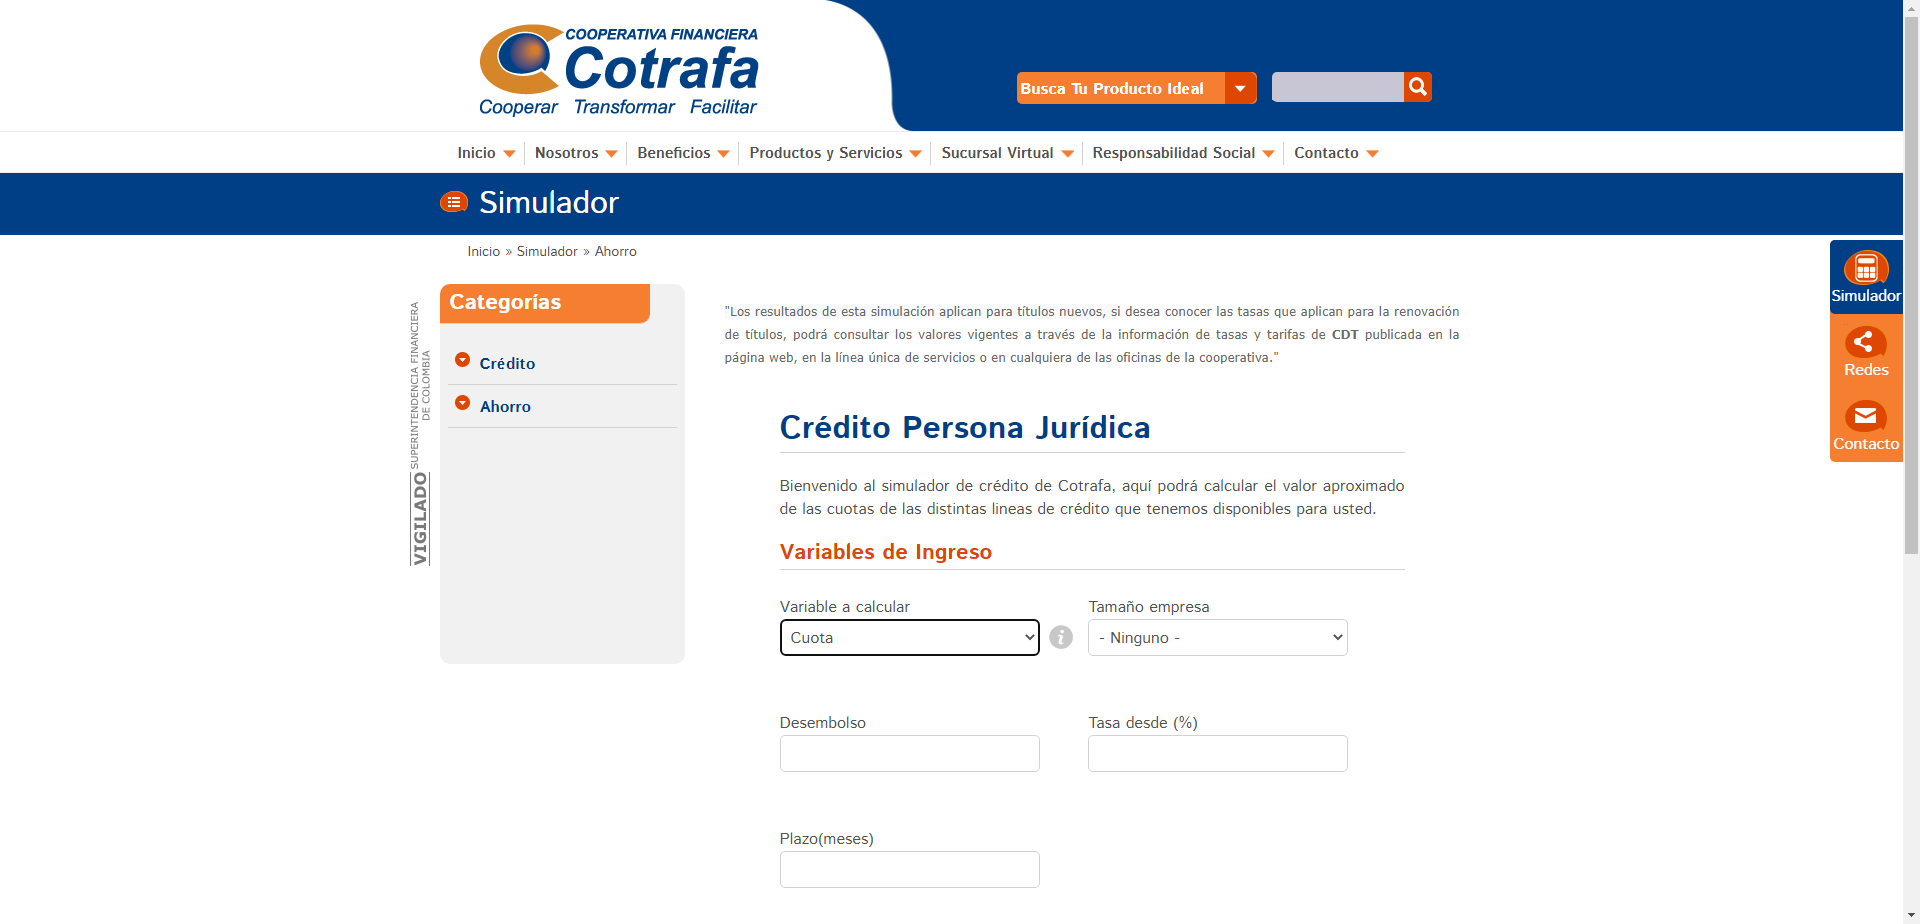 COOPERATIVA FINANCIERA
Cotrafa
Cooperar Transformar Facilitar
Busca Tu Producto Ideal
Inicio
Nosotros
Beneficios
Productos y Servicios
Sucursal Virtual
Responsabilidad Social
Contacto
Simulador
Inicio » Simulador » Ahorro
VIGILADO SUPERINTENDENCIA FINANCIERA
DE COLOMBIA
Categorías
Crédito
Ahorro
"Los resultados de esta simulación aplican para títulos nuevos, si desea conocer las tasas que aplican para la renovación
de títulos, podrá consultar los valores vigentes a través de la información de tasas y tarifas de CDT publicada en la
página web, en la línea única de servicios o en cualquiera de las oficinas de la cooperativa."
Crédito Persona Jurídica
Bienvenido al simulador de crédito de Cotrafa, aquí podrá calcular el valor aproximado
de las cuotas de las distintas lineas de crédito que tenemos disponibles para usted.
Variables de Ingreso
Variable a calcular
Cuota
i
Tamaño empresa
- Ninguno -
Desembolso
Tasa desde (%)
Plazo(meses)
Simulador
Redes
Contacto